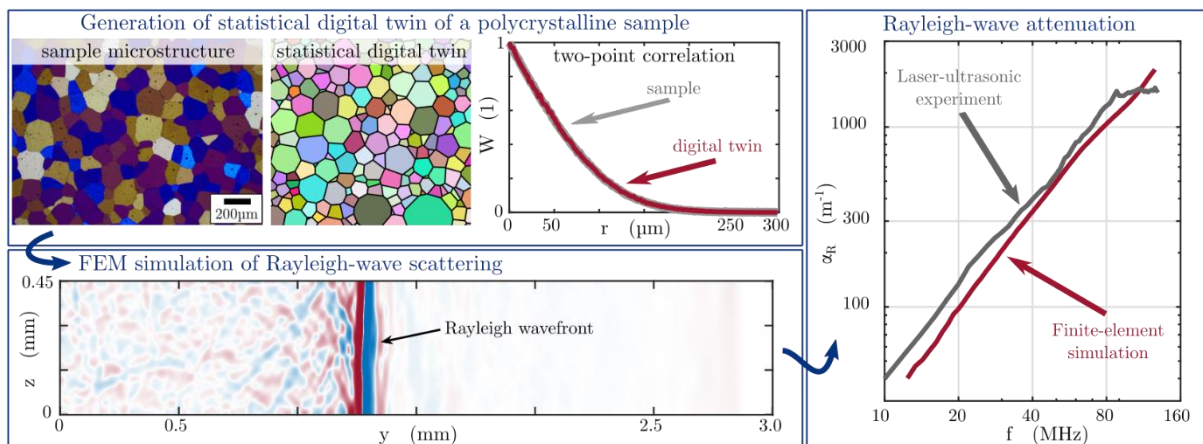 Generation of statistical digital twin of a polycrystalline sample
sample microstructure
200µm
statistical digital twin
two-point correlation
sample
digital twin
W (1)
1
0
0 50 250 300
r (µm)
FEM simulation of Rayleigh-wave scattering
0.45
z (mm)
0
Rayleigh wavefront
0 0.5 2.5 3.0
y (mm)
Rayleigh-wave attenuation
3000
1000
300
100
αR (m⁻¹)
Laser-ultrasonic
experiment
Finite-element
simulation
10 20 40 80 160
f (MHz)